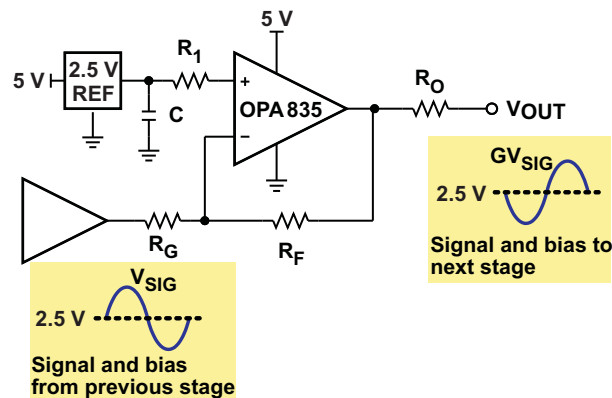 5 V
R1
2.5 V
REF
5 V
+
OPA835
−
C
RO
VOUT
GVSIG
2.5 V
Signal and bias to
next stage
RG
RF
VSIG
2.5 V
Signal and bias
from previous stage